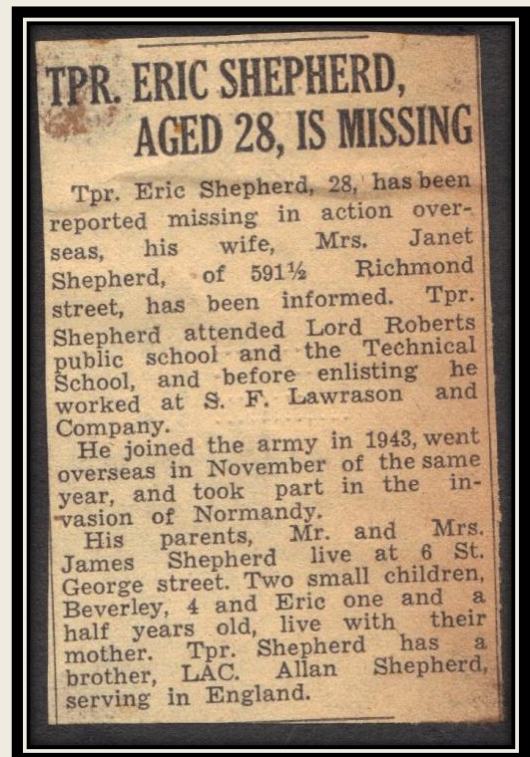 TPR. ERIC SHEPHERD,
AGED 28, IS MISSING
Tpr. Eric Shepherd, 28, has been
reported missing in action over-
seas, his wife, Mrs. Janet
Shepherd, of 591½ Richmond
street, has been informed. Tpr.
Shepherd attended Lord Roberts
public school and the Technical
School, and before enlisting he
worked at S. F. Lawrason and
Company.
He joined the army in 1943, went
overseas in November of the same
year, and took part in the in-
vasion of Normandy.
His parents, Mr. and Mrs.
James Shepherd live at 6 St.
George street. Two small children,
Beverley, 4 and Eric one and a
half years old, live with their
mother. Tpr. Shepherd has a
brother, LAC. Allan Shepherd,
serving in England.